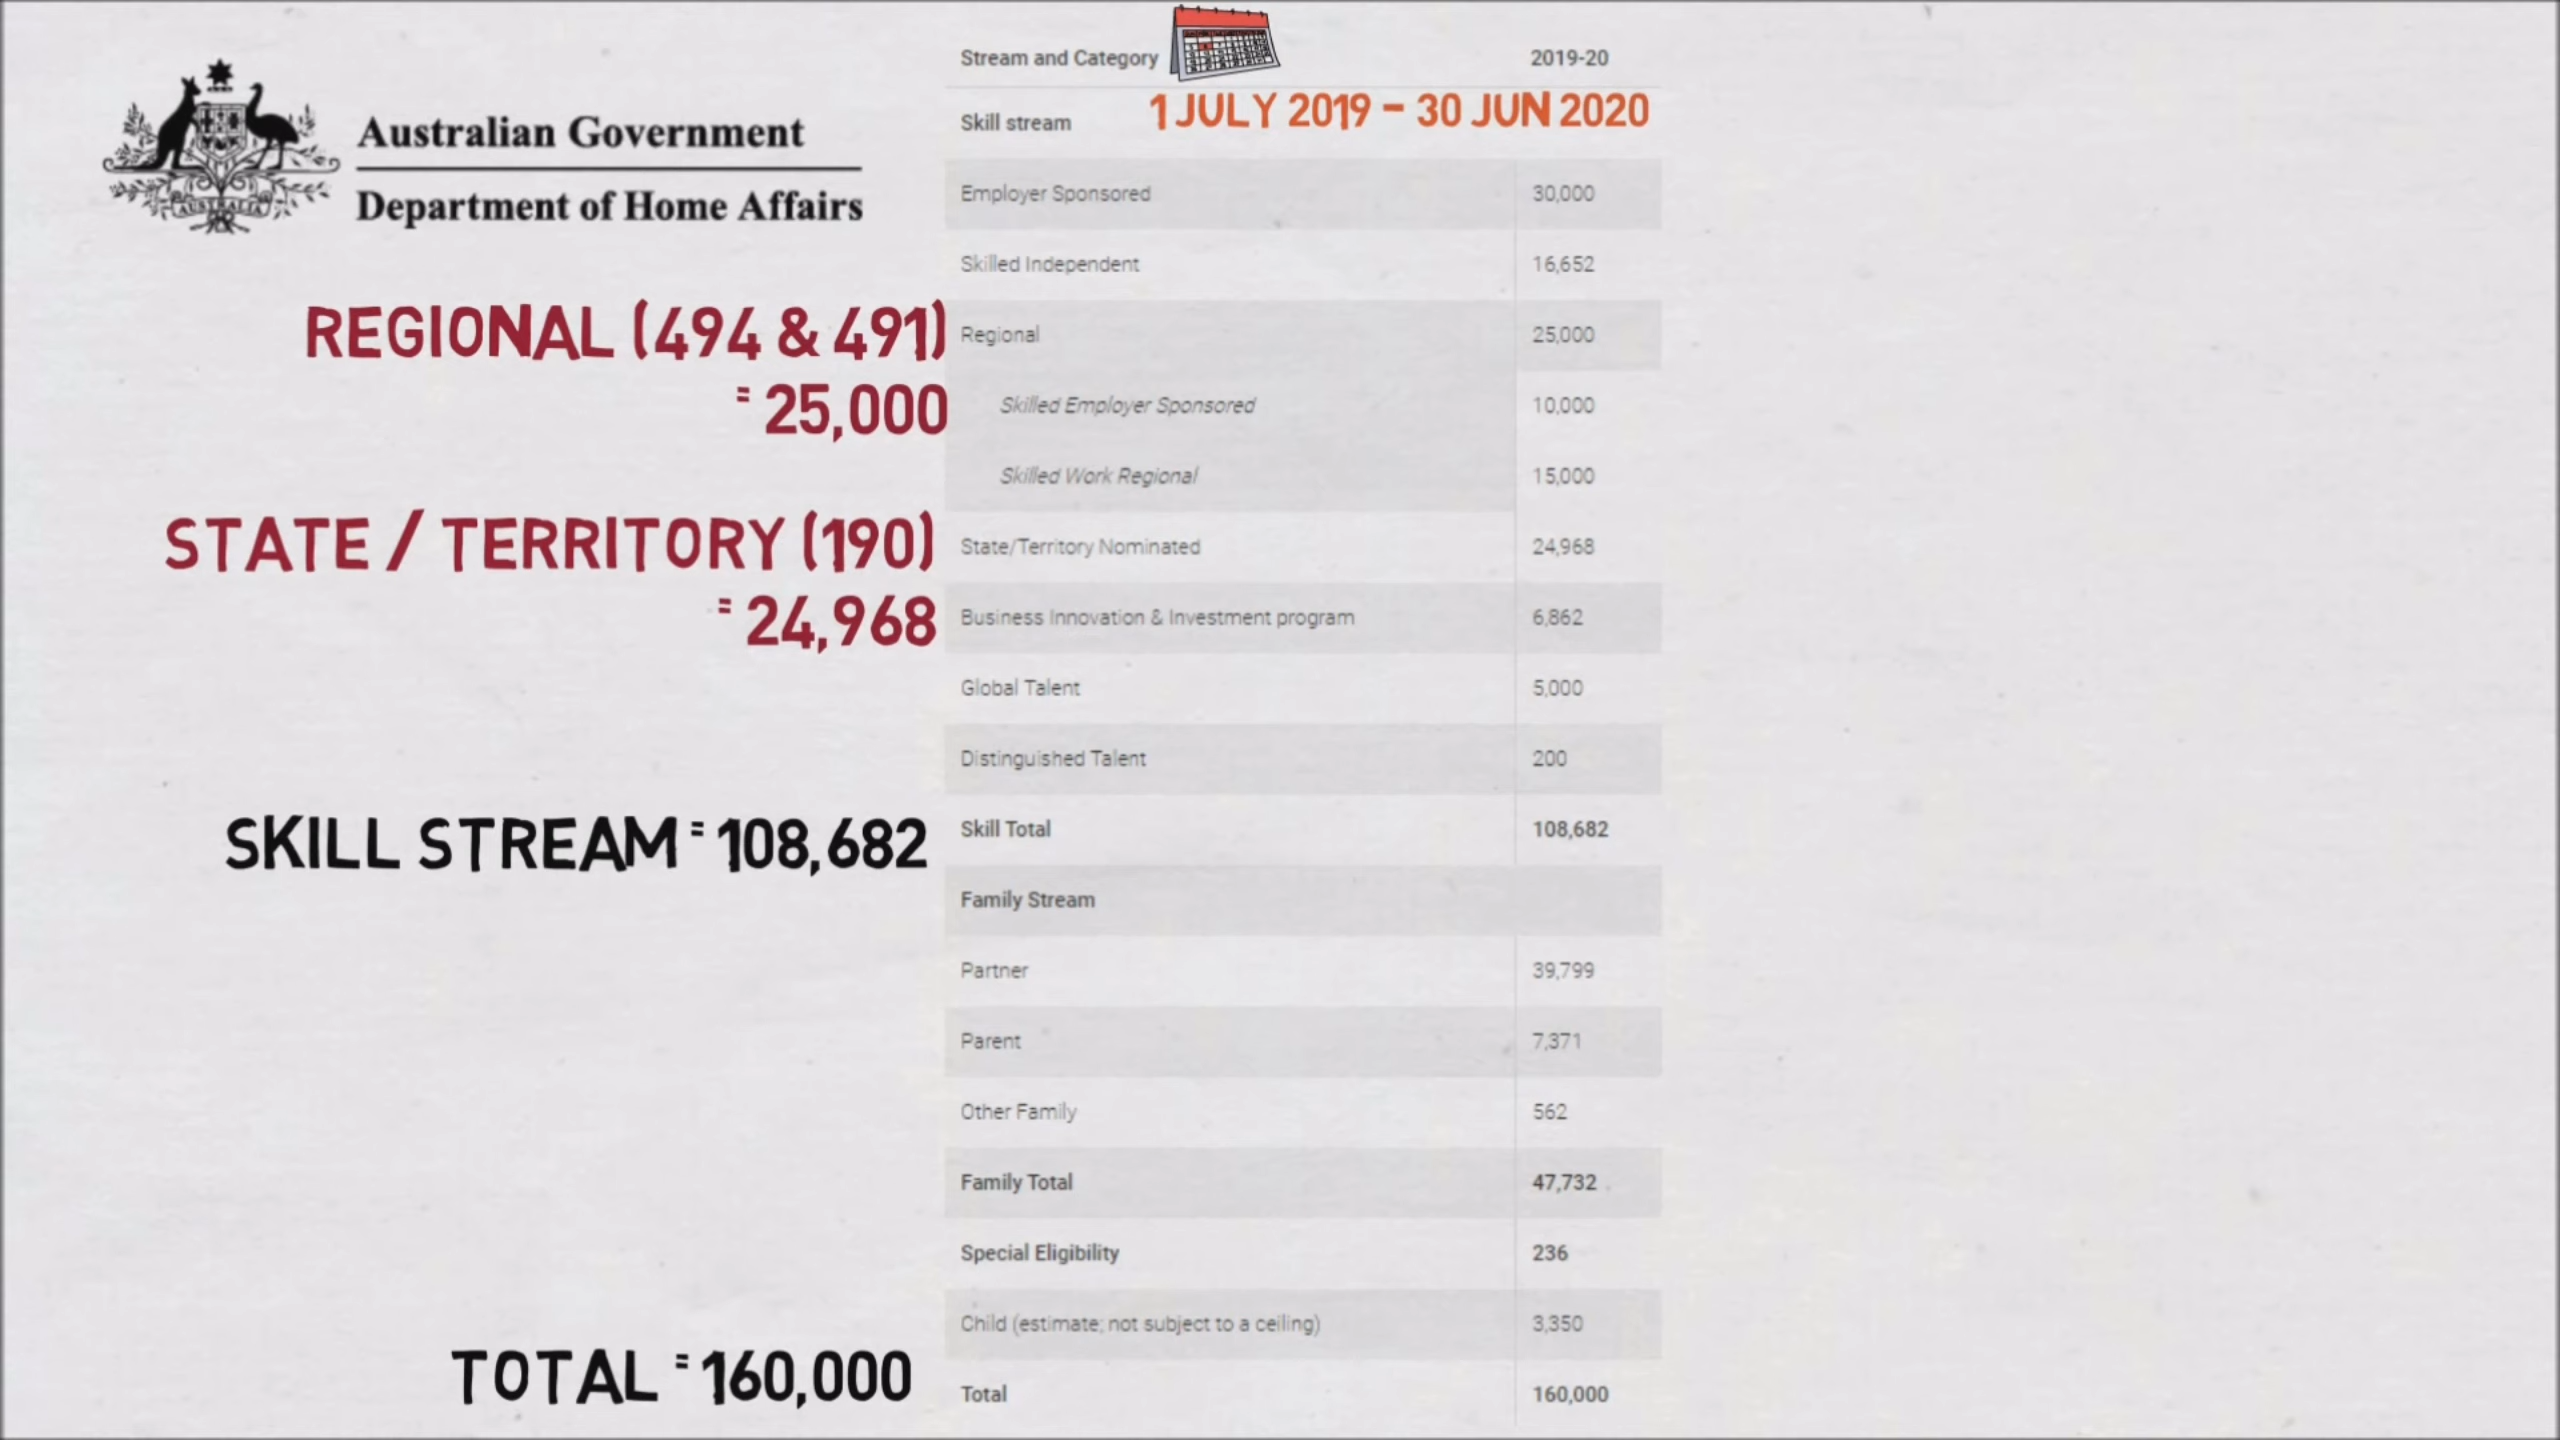 Australian Government
Department of Home Affairs
AUSTRALIA
REGIONAL (494 & 491)
= 25,000
STATE / TERRITORY (190)
= 24,968
SKILL STREAM = 108,682
TOTAL = 160,000
Stream and Category 2019-20
1 JULY 2019 - 30 JUN 2020
Skill stream
Employer Sponsored 30,000
Skilled Independent 16,652
Regional 25,000
Skilled Employer Sponsored 10,000
Skilled Work Regional 15,000
State/Territory Nominated 24,968
Business Innovation & Investment program 6,862
Global Talent 5,000
Distinguished Talent 200
Skill Total 108,682
Family Stream
Partner 39,799
Parent 7,371
Other Family 562
Family Total 47,732
Special Eligibility 236
Child (estimate; not subject to a ceiling) 3,350
Total 160,000